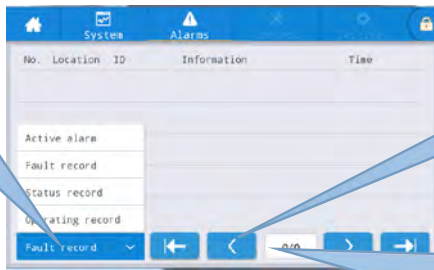 System
Alarms
No. Location ID Information Time
Active alarm
Fault record
Status record
Operating record
Fault record
0/0